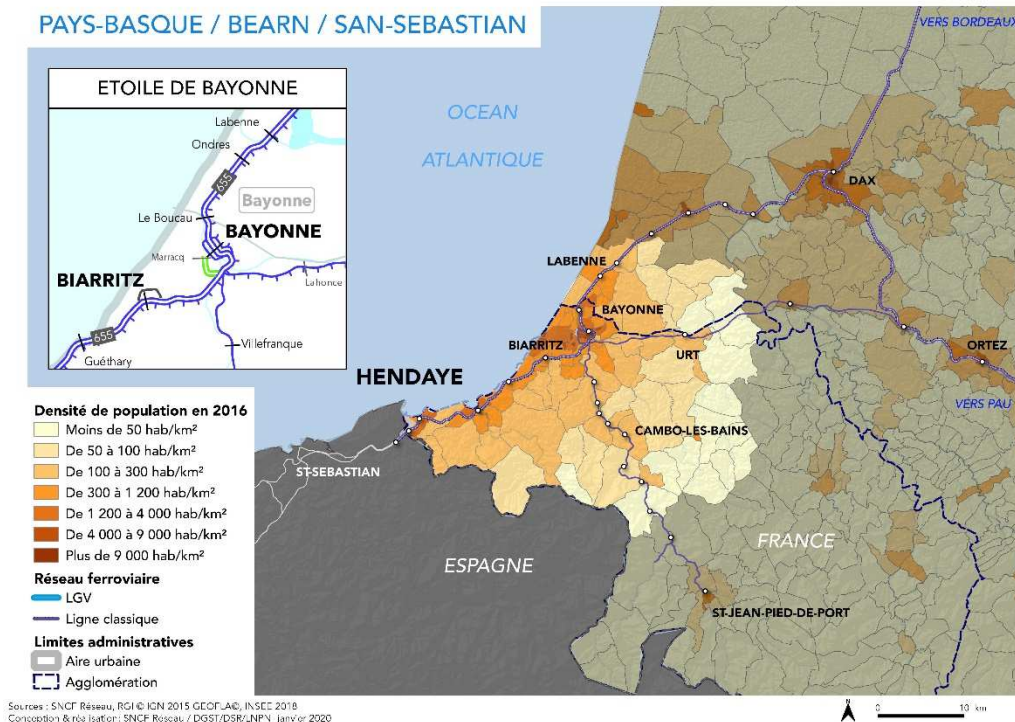 PAYS-BASQUE / BEARN / SAN-SEBASTIAN
VERS BORDEAUX
ETOILE DE BAYONNE
Labenne
Ondres
655
Bayonne
Le Boucau
BAYONNE
Marracq
BIARRITZ
Lahonce
655
Villefranque
Guéthary
OCEAN
ATLANTIQUE
DAX
LABENNE
BAYONNE
BIARRITZ
URT
ORTEZ
HENDAYE
VERS PAU
CAMBO-LES-BAINS
ST-SEBASTIAN
FRANCE
ESPAGNE
ST-JEAN-PIED-DE-PORT
Densité de population en 2016
Moins de 50 hab/km²
De 50 à 100 hab/km²
De 100 à 300 hab/km²
De 300 à 1 200 hab/km²
De 1 200 à 4 000 hab/km²
De 4 000 à 9 000 hab/km²
Plus de 9 000 hab/km²
Réseau ferroviaire
LGV
Ligne classique
Limites administratives
Aire urbaine
Agglomération
Sources : SNCF Réseau, RGI © IGN 2015 GEOFLA©, INSEE 2018
Conception & réalisation : SNCF Réseau / DGST/DSR/LNPN janvier 2020
N
0 10 km